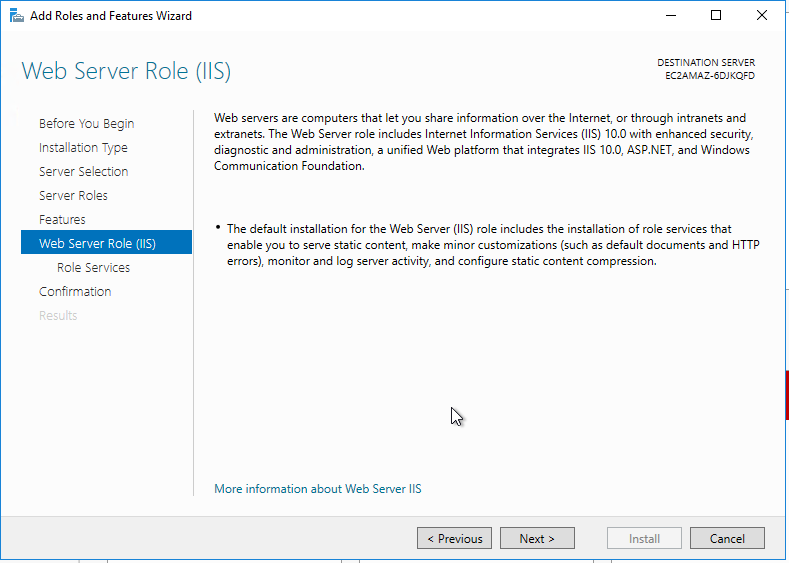 Add Roles and Features Wizard
Web Server Role (IIS)
DESTINATION SERVER
EC2AMAZ-6DJKQFD
Before You Begin
Installation Type
Server Selection
Server Roles
Features
Web Server Role (IIS)
Role Services
Confirmation
Results
Web servers are computers that let you share information over the Internet, or through intranets and
extranets. The Web Server role includes Internet Information Services (IIS) 10.0 with enhanced security,
diagnostic and administration, a unified Web platform that integrates IIS 10.0, ASP.NET, and Windows
Communication Foundation.
• The default installation for the Web Server (IIS) role includes the installation of role services that
enable you to serve static content, make minor customizations (such as default documents and HTTP
errors), monitor and log server activity, and configure static content compression.
More information about Web Server IIS
< Previous
Next >
Install
Cancel